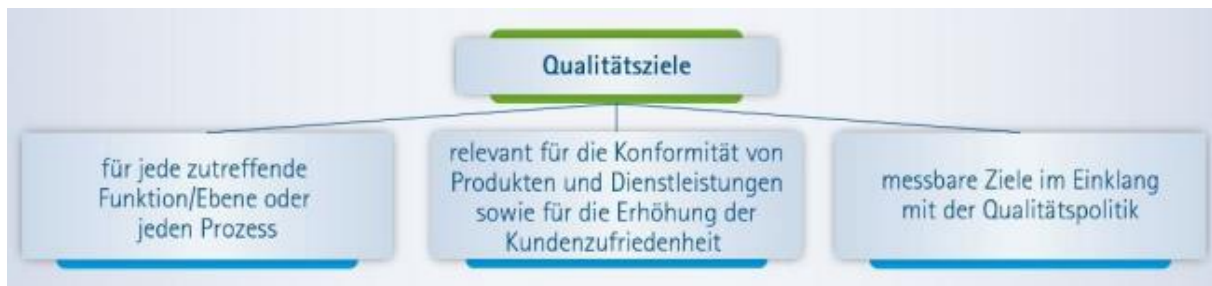 Qualitätsziele
für jede zutreffende
Funktion/Ebene oder
jeden Prozess
relevant für die Konformität von
Produkten und Dienstleistungen
sowie für die Erhöhung der
Kundenzufriedenheit
messbare Ziele im Einklang
mit der Qualitätspolitik